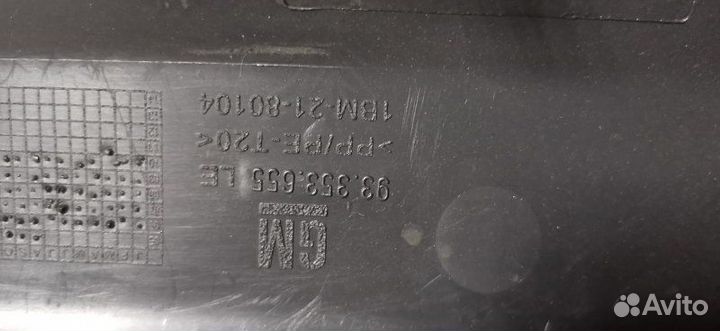 GM
93.353.655 LE
>PP/PE-T20<
1BM-21-80104
Avito